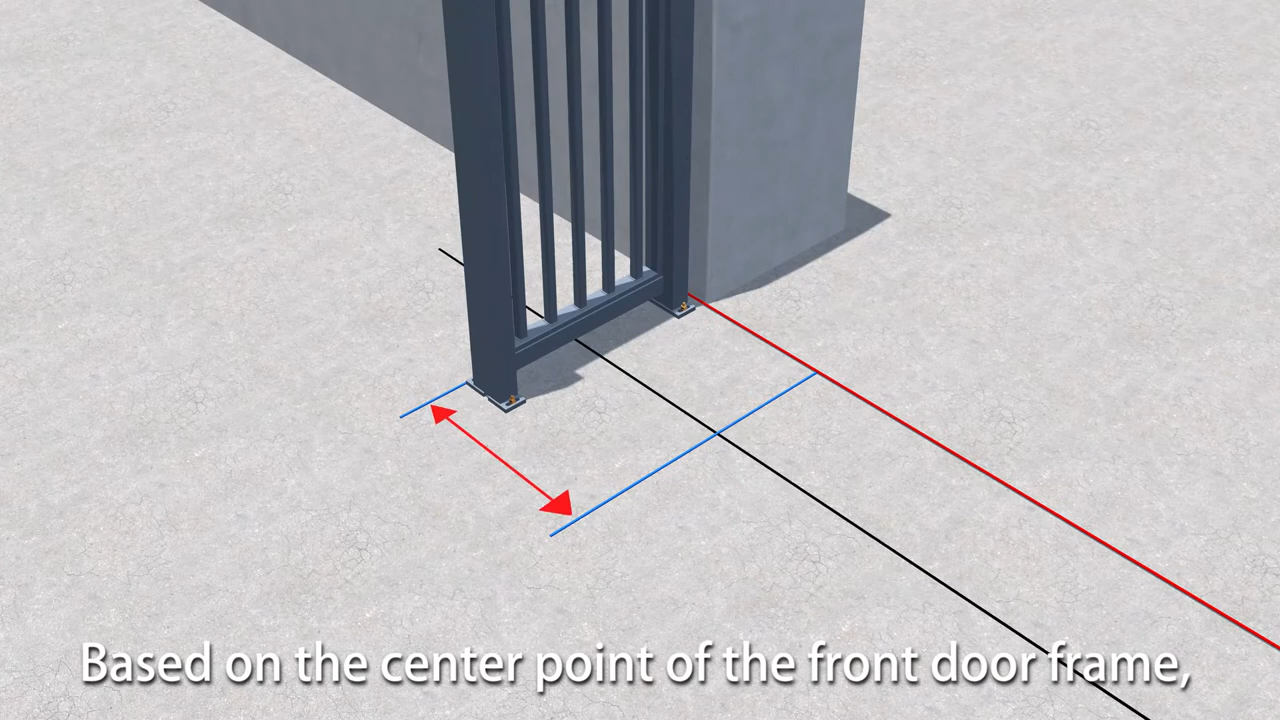 Based on the center point of the front door frame,